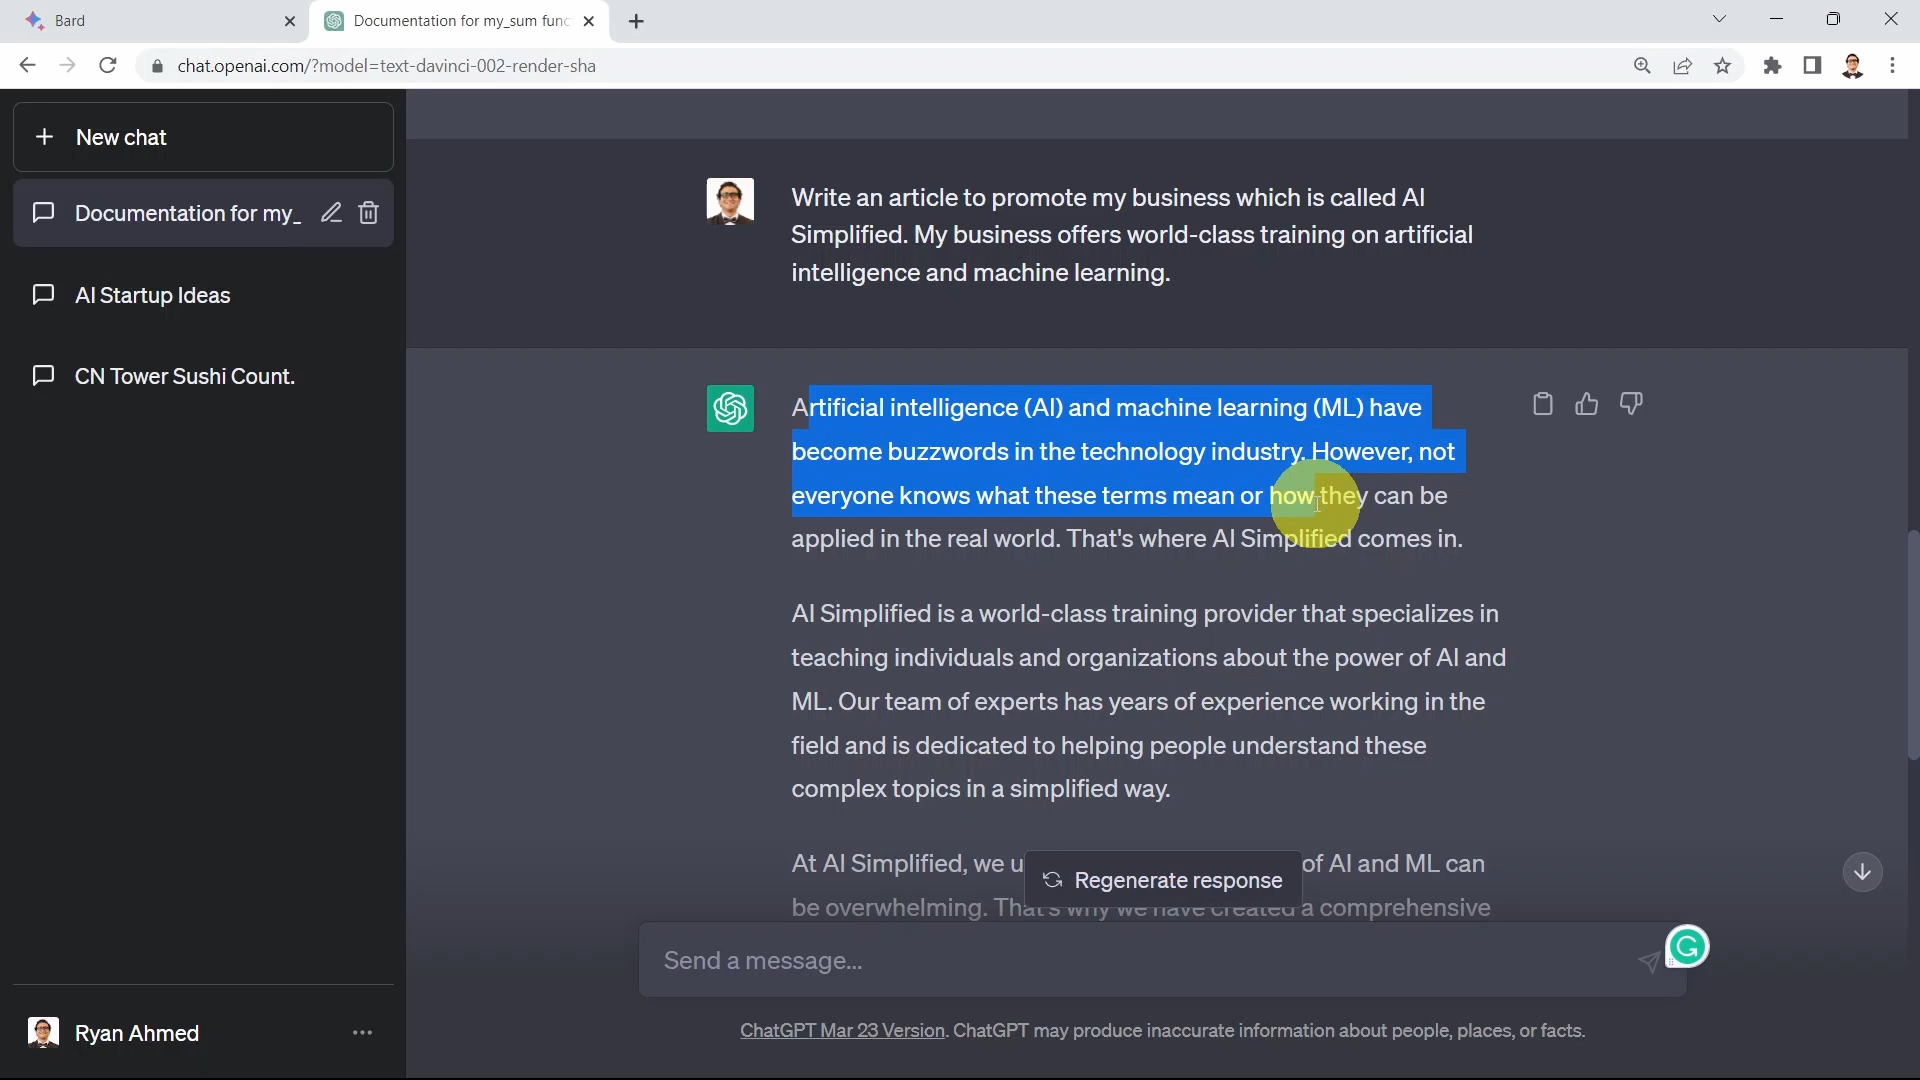 Bard
Documentation for my_sum func
chat.openai.com/?model=text-davinci-002-render-sha
New chat
Documentation for my_
AI Startup Ideas
CN Tower Sushi Count.
Ryan Ahmed
Write an article to promote my business which is called AI
Simplified. My business offers world-class training on artificial
intelligence and machine learning.
Artificial intelligence (AI) and machine learning (ML) have
become buzzwords in the technology industry. However, not
everyone knows what these terms mean or how they can be
applied in the real world. That's where AI Simplified comes in.
AI Simplified is a world-class training provider that specializes in
teaching individuals and organizations about the power of AI and
ML. Our team of experts has years of experience working in the
field and is dedicated to helping people understand these
complex topics in a simplified way.
At AI Simplified, we u
of AI and ML can
Regenerate response
be overwhelming. That's why we have created a comprehensive
Send a message...
ChatGPT Mar 23 Version. ChatGPT may produce inaccurate information about people, places, or facts.